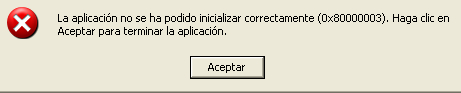 La aplicación no se ha podido inicializar correctamente (0x80000003). Haga clic en
Aceptar para terminar la aplicación.
Aceptar